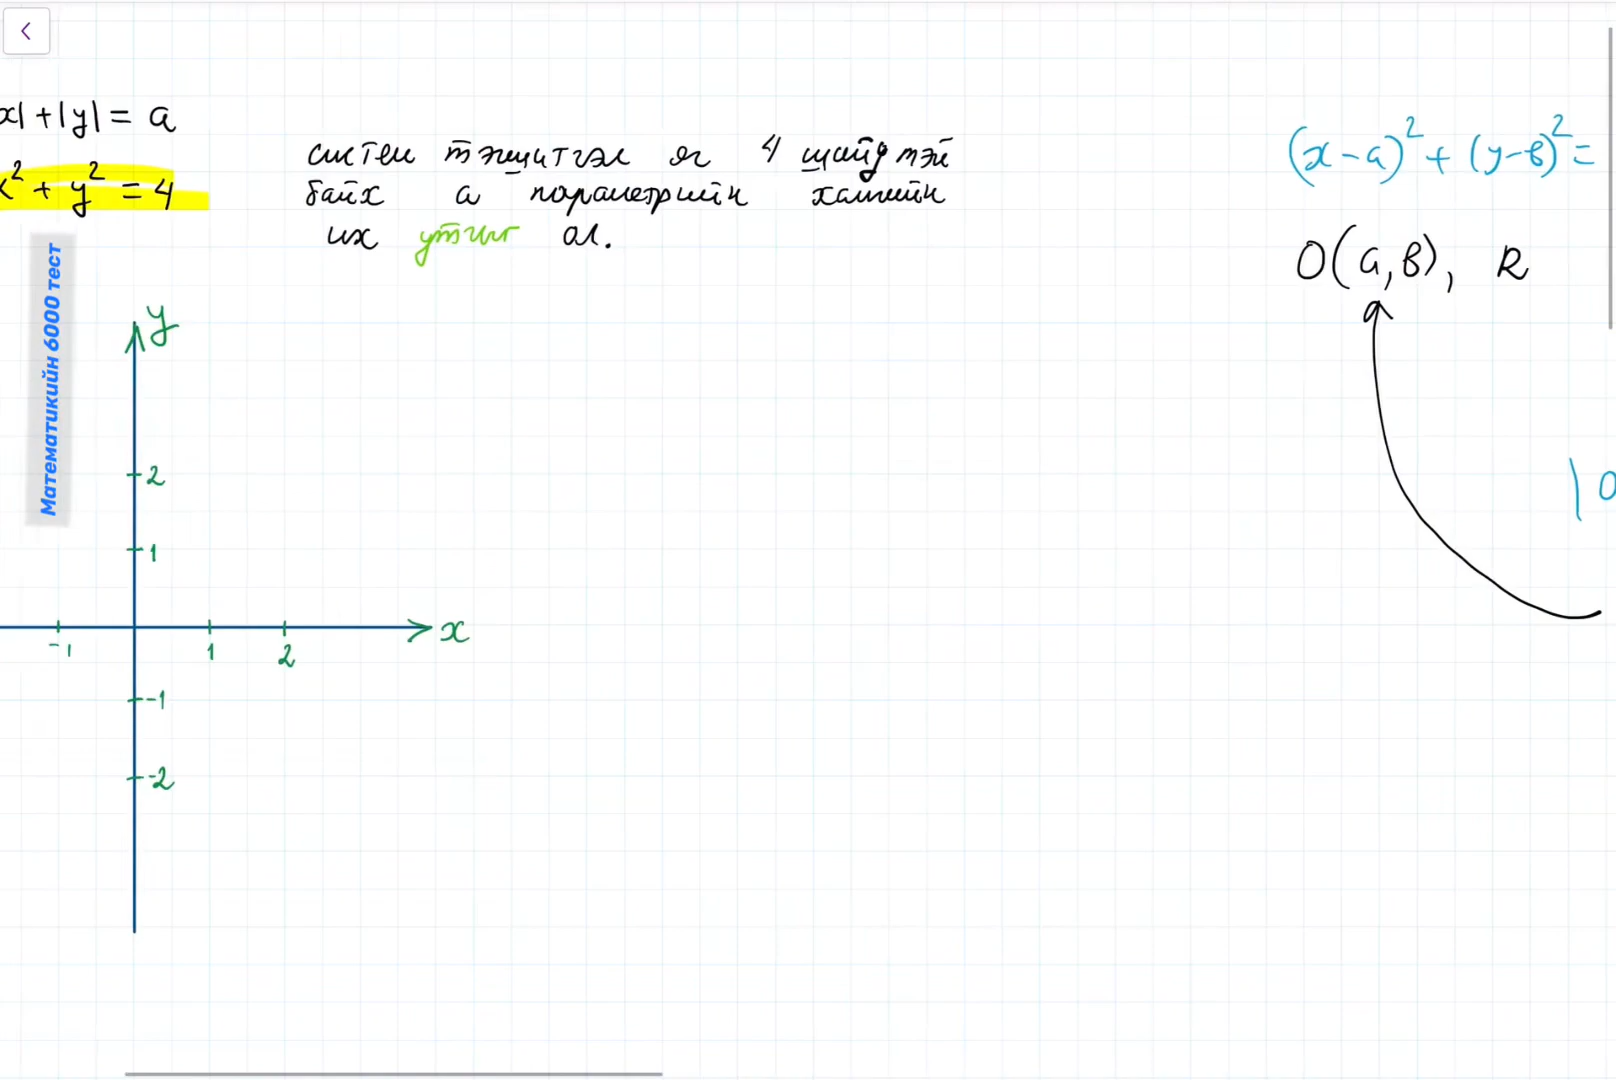 x|+|y| = a
x² + y² = 4
систем тэгшитгэл яг 4 шийдтэй
байх a параметрийн хамгийн
их утгыг ол.
(x-a)² + (y-b)² =
O(a,b), R
Математикийн 6000 тест
y
2
1
x
-1
1
2
-1
-2